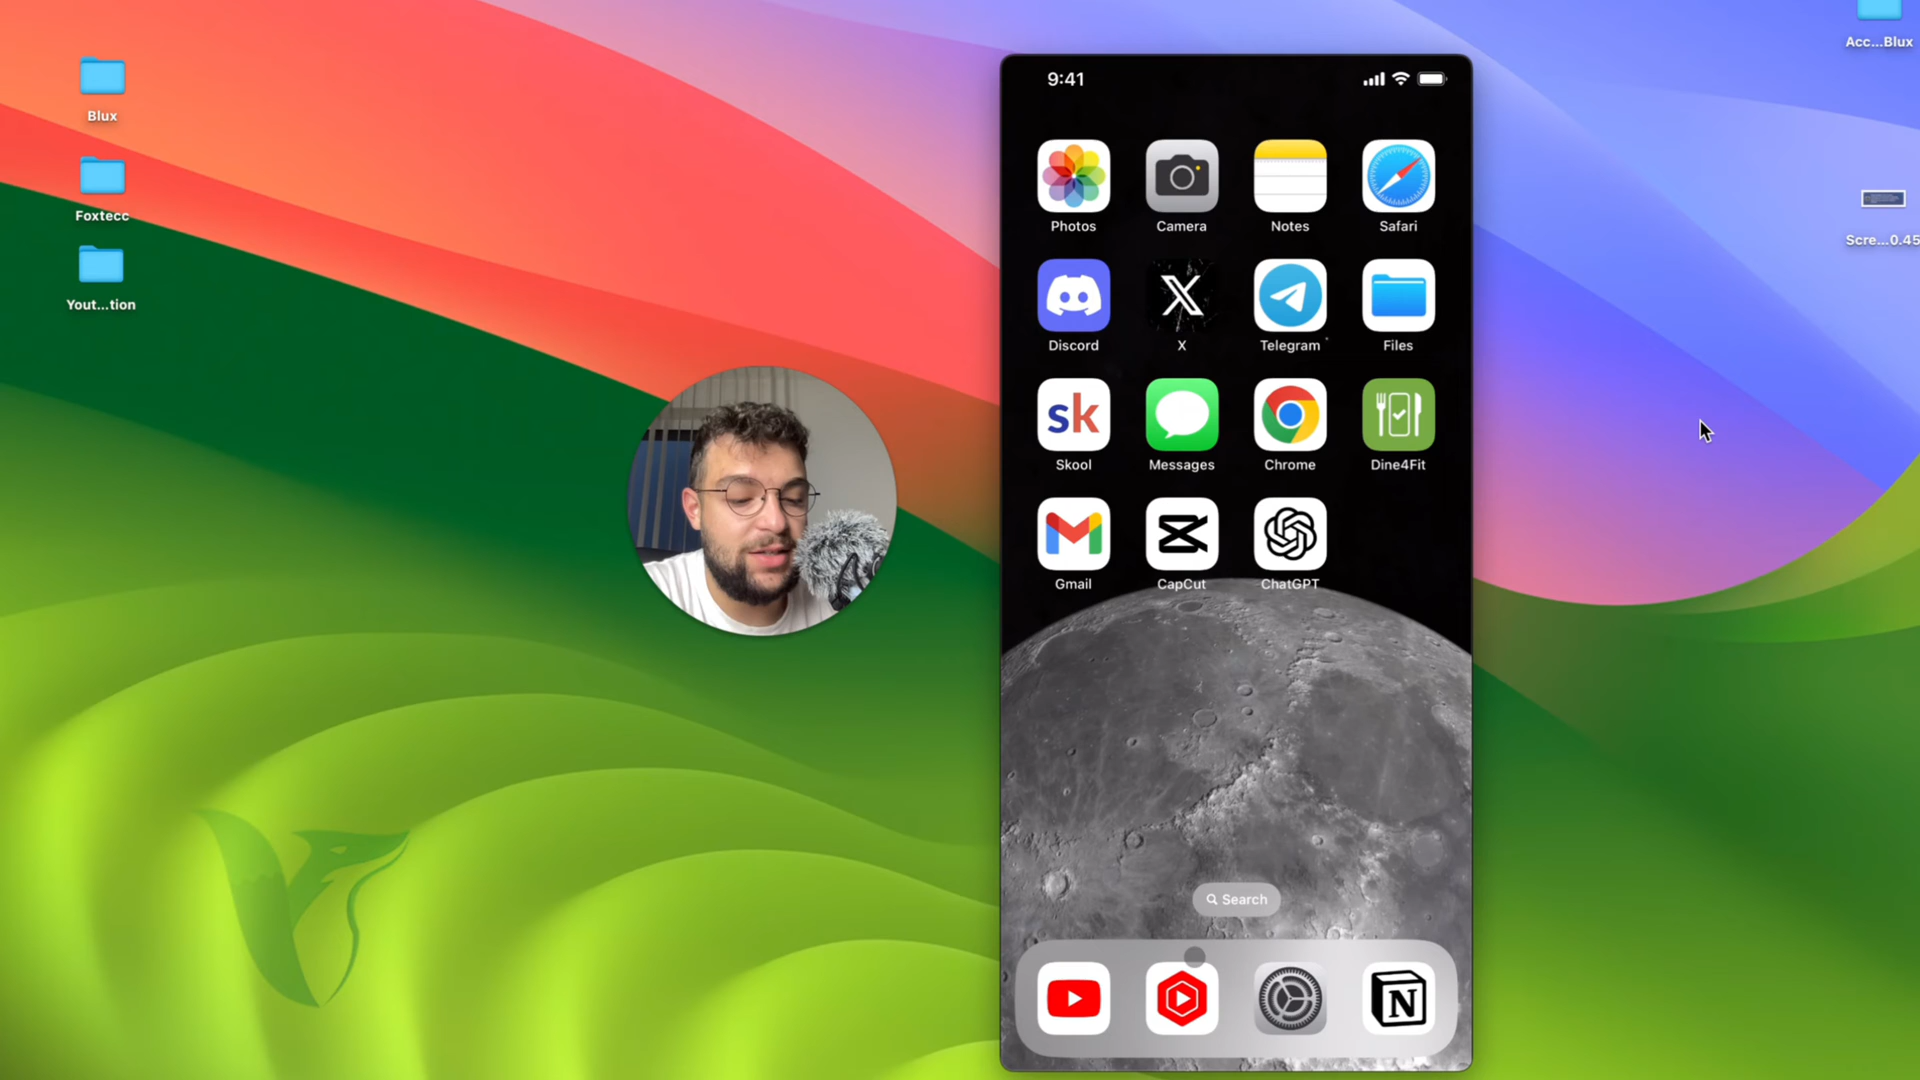 Blux
Foxtecc
Yout...tion
Acc...Blux
Scre...0.45
9:41
Photos
Camera
Notes
Safari
Discord
X
Telegram
Files
sk
Skool
Messages
Chrome
Dine4Fit
Gmail
CapCut
ChatGPT
Search
N